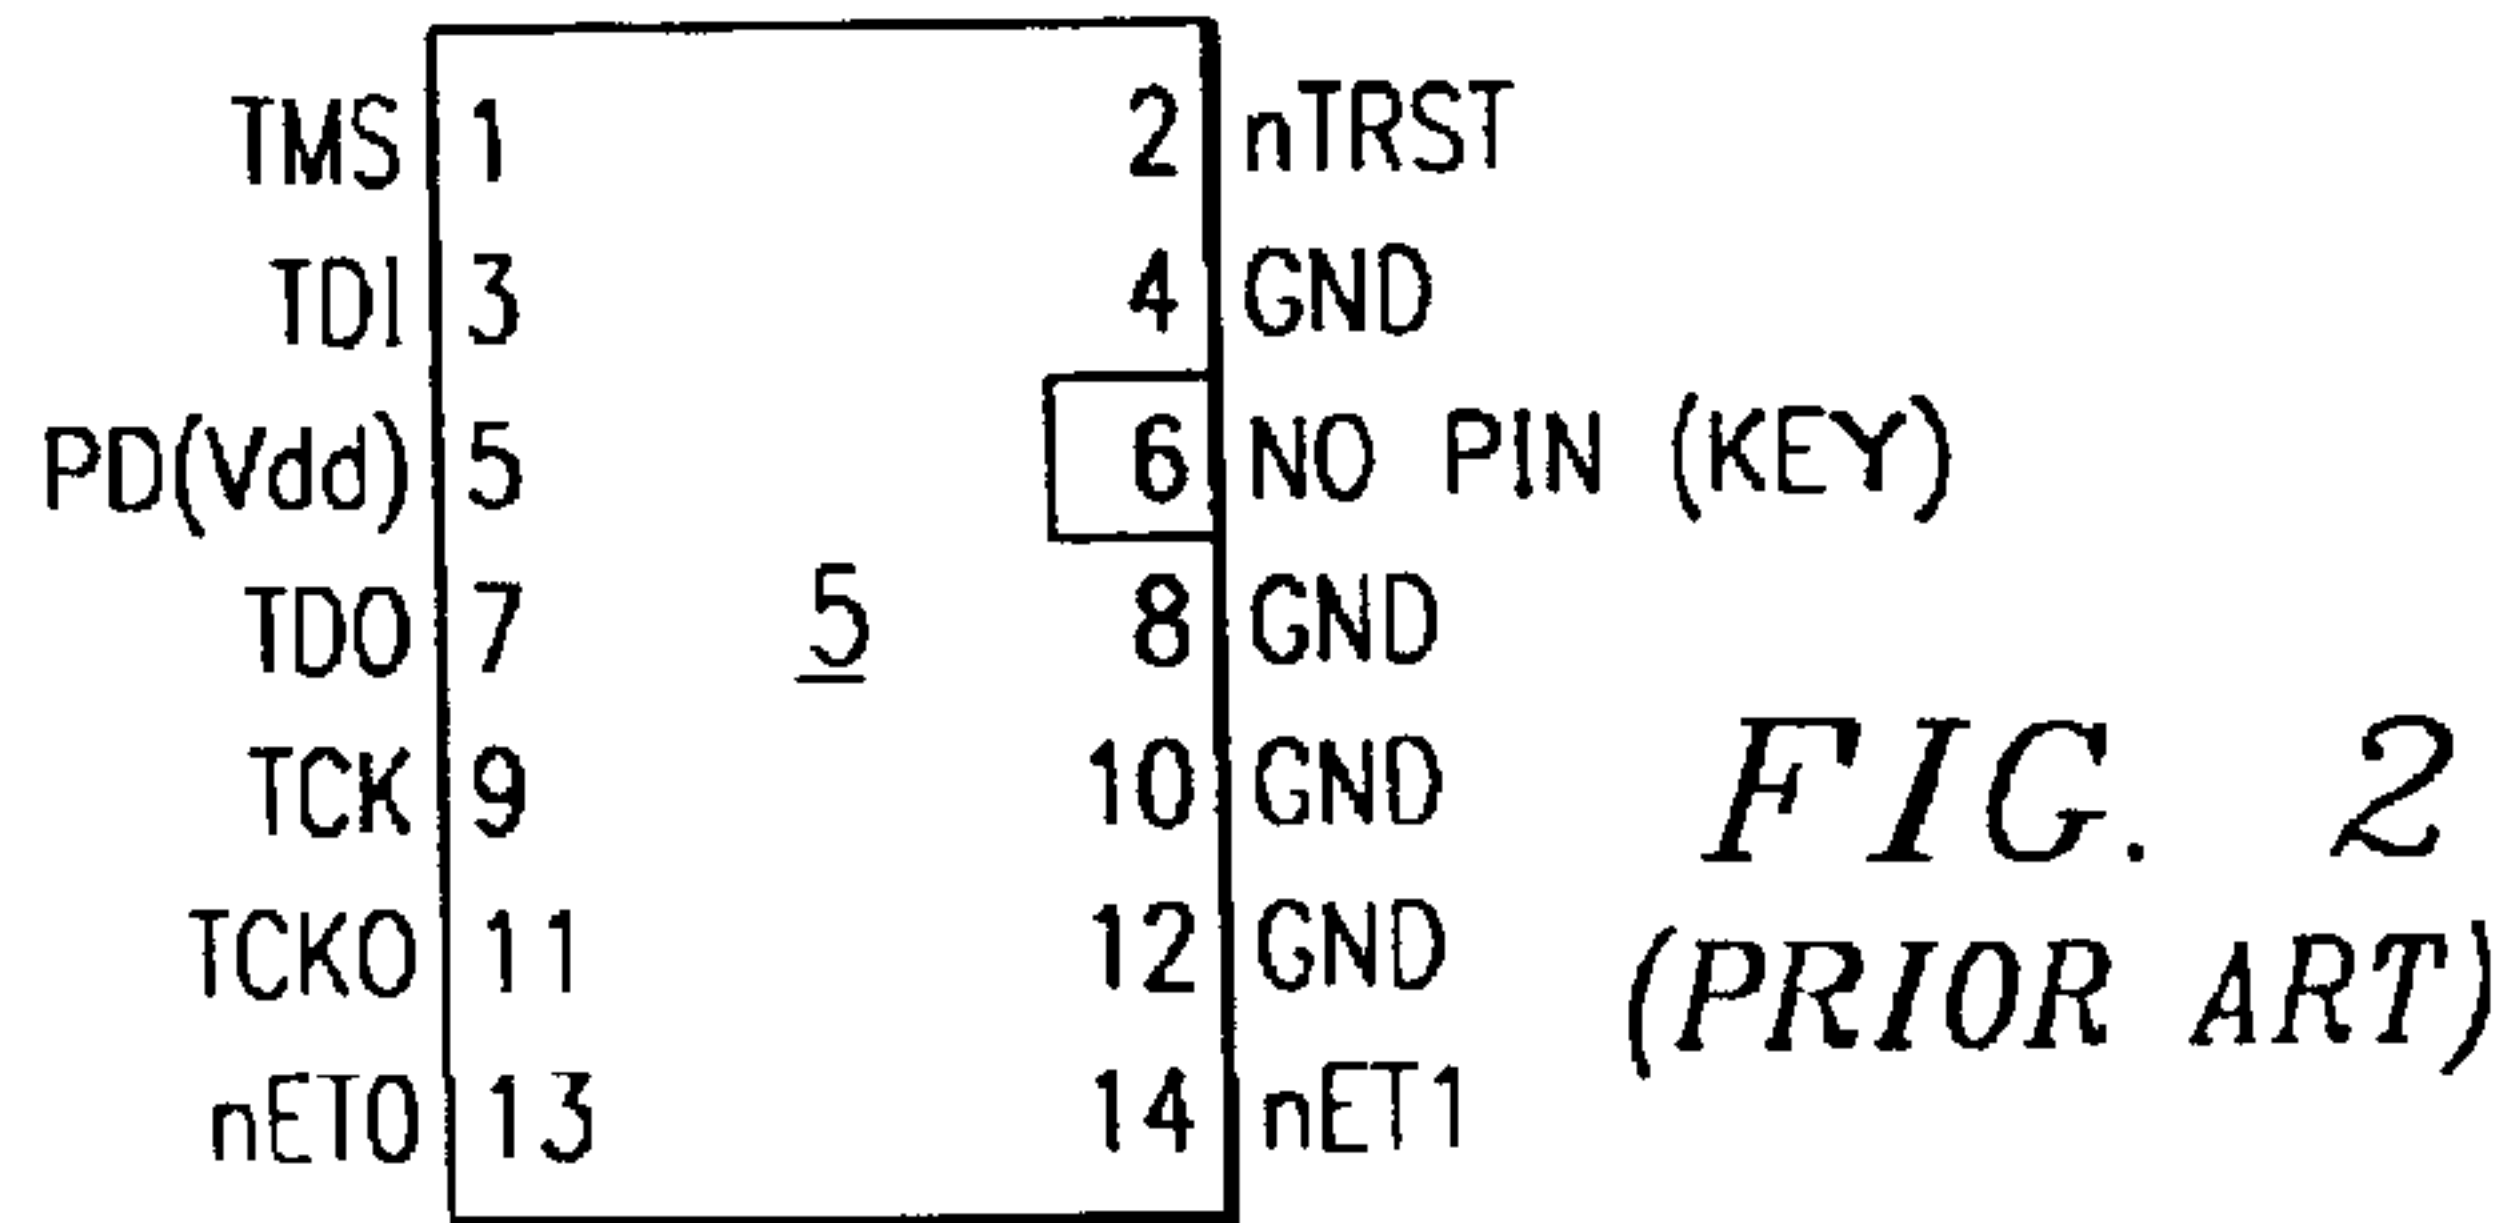 TMS 1 2 nTRST
TDI 3 4 GND
PD(Vdd) 5 6 NO PIN (KEY)
TDO 7 5 8 GND
TCK 9 10 GND
FIG. 2
TCKO 11 12 GND
(PRIOR ART)
nETO 13 14 nET1